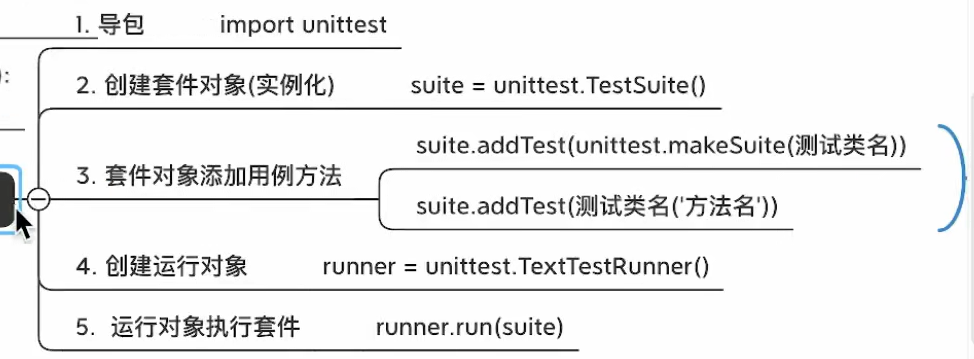 1. 导包 import unittest
):
2. 创建套件对象(实例化) suite = unittest.TestSuite()
3. 套件对象添加用例方法
suite.addTest(unittest.makeSuite(测试类名))
suite.addTest(测试类名('方法名'))
4. 创建运行对象 runner = unittest.TextTestRunner()
5. 运行对象执行套件 runner.run(suite)